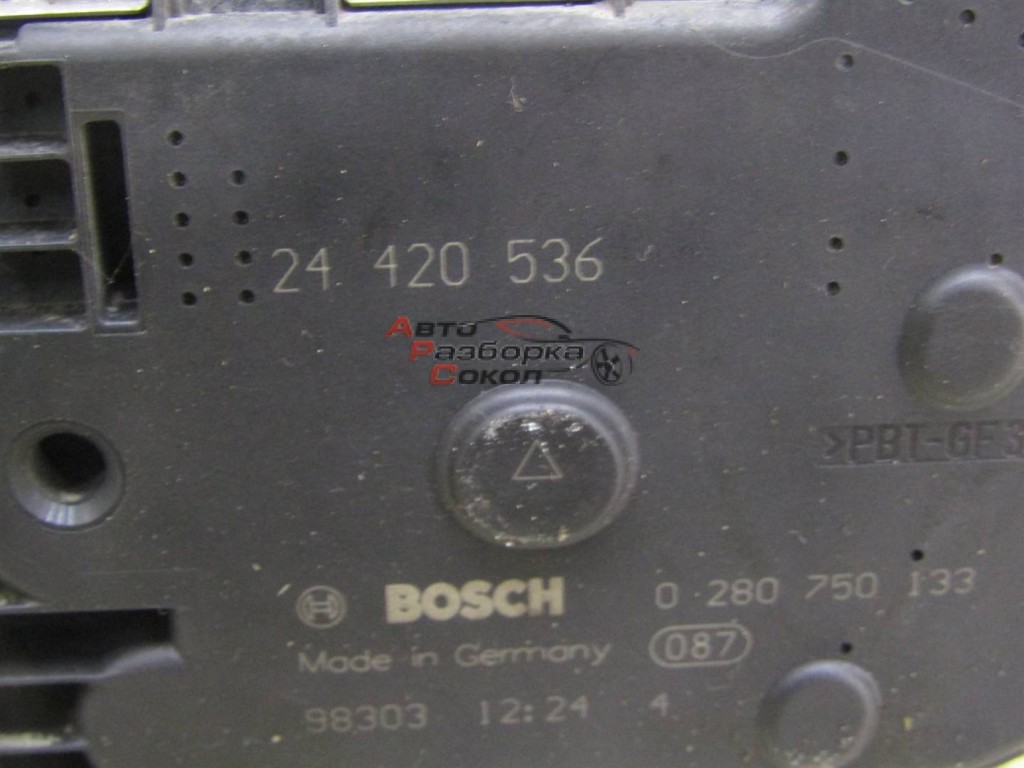 24 420 536
Авто
Разборка
Сокол
>PBT-GF3
BOSCH 0 280 750 133
Made in Germany 087
98303 12:24 4